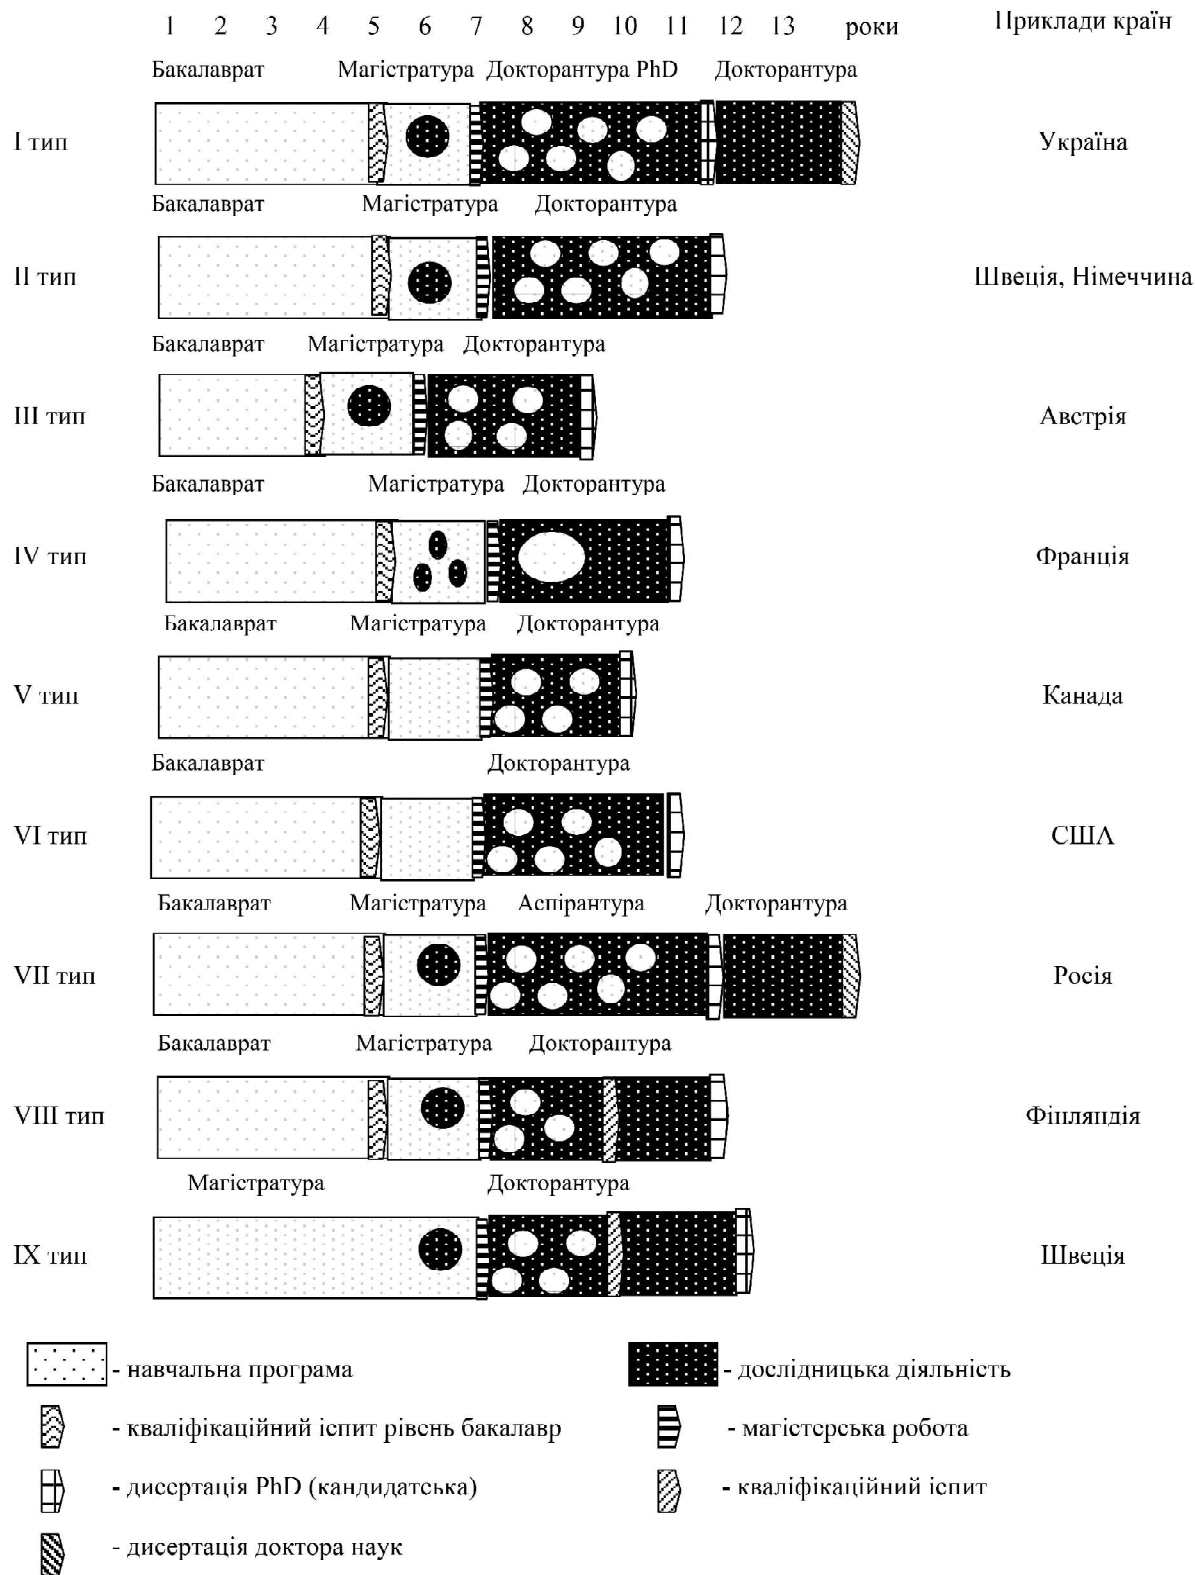 1 2 3 4 5 6 7 8 9 10 11 12 13 роки Приклади країн
Бакалаврат Магістратура Докторантура PhD Докторантура
I тип Україна
Бакалаврат Магістратура Докторантура
II тип Швеція, Німеччина
Бакалаврат Магістратура Докторантура
III тип Австрія
Бакалаврат Магістратура Докторантура
IV тип Франція
Бакалаврат Магістратура Докторантура
V тип Канада
Бакалаврат Докторантура
VI тип США
Бакалаврат Магістратура Аспірантура Докторантура
VII тип Росія
Бакалаврат Магістратура Докторантура
VIII тип Фінляндія
Магістратура Докторантура
IX тип Швеція
- навчальна програма - дослідницька діяльність
- кваліфікаційний іспит рівень бакалавр - магістерська робота
- дисертація PhD (кандидатська) - кваліфікаційний іспит
- дисертація доктора наук